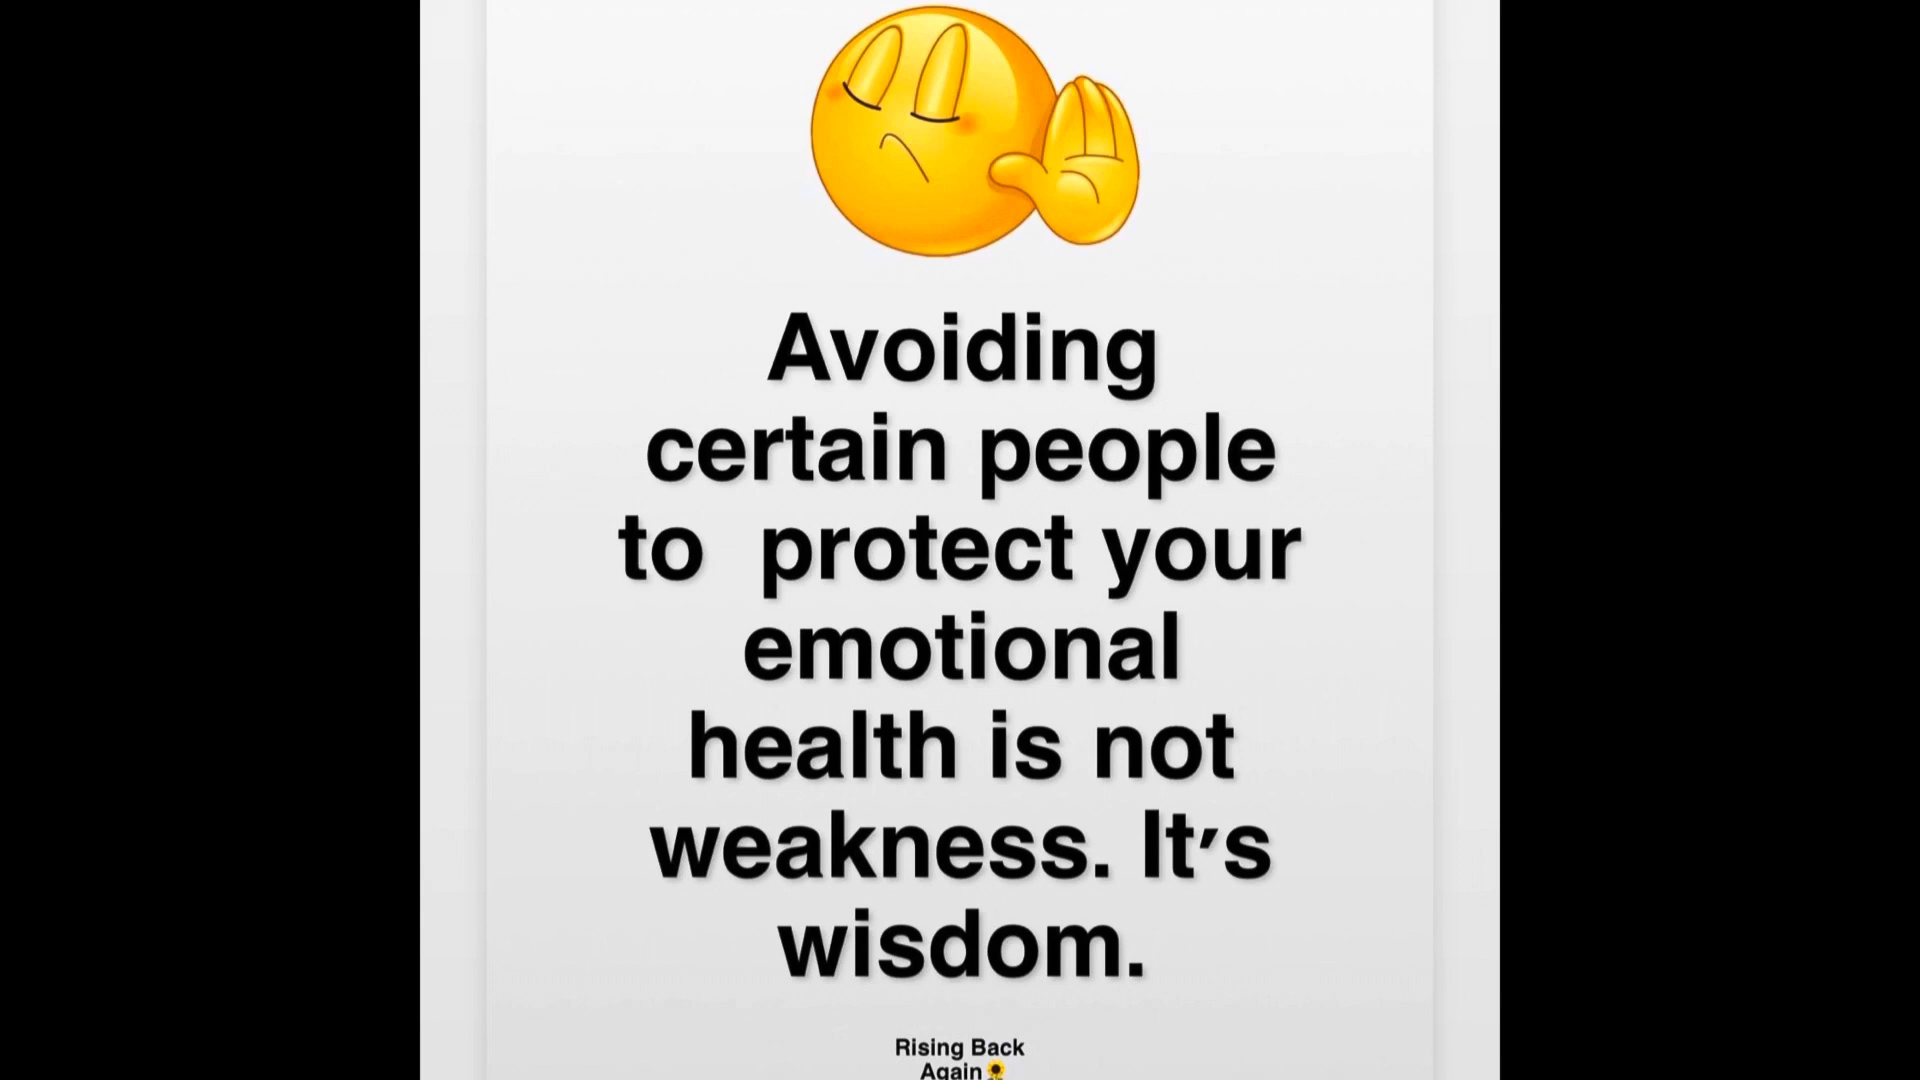 Avoiding
certain people
to  protect your
emotional
health is not
weakness. It's
wisdom.
Rising Back
Again🌻